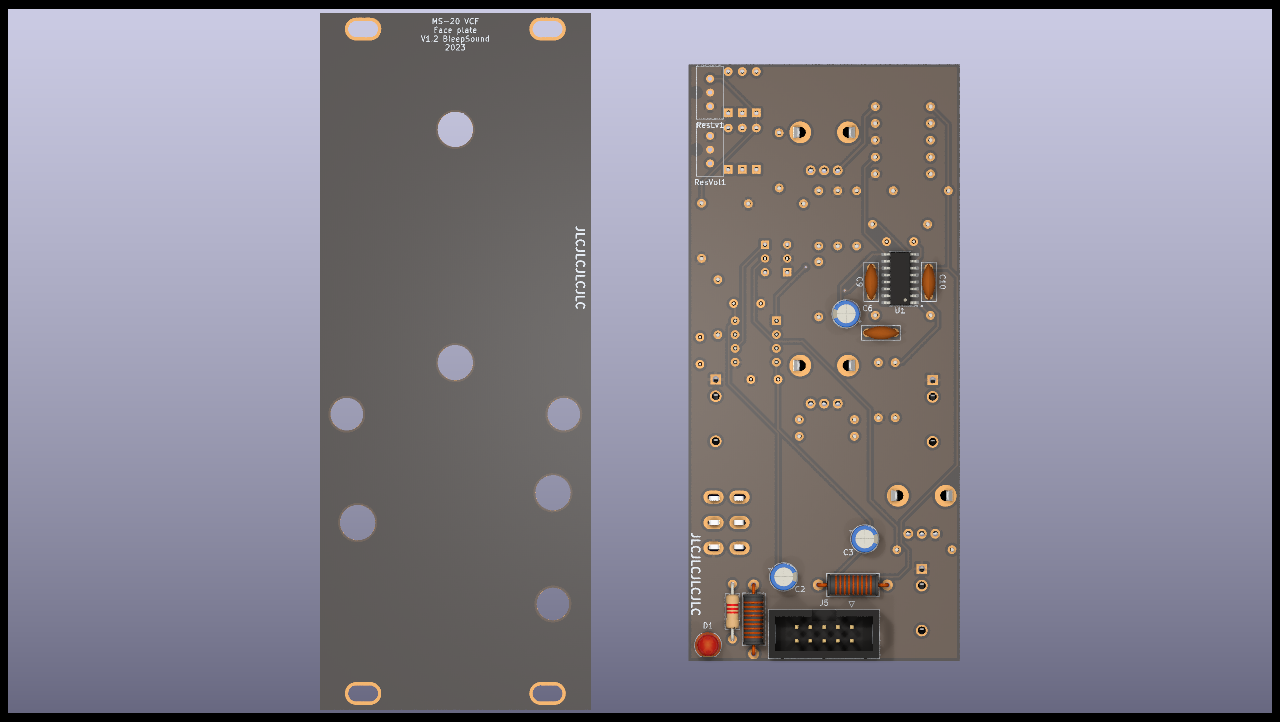 MS-20 VCF
Face plate
V1.2 BleepSound
2023
JLCJLCJLCJLC
ResLv1
ResVol1
C9
C10
C6
U1
C3
C2
J5
D1
JLCJLCJLCJLC